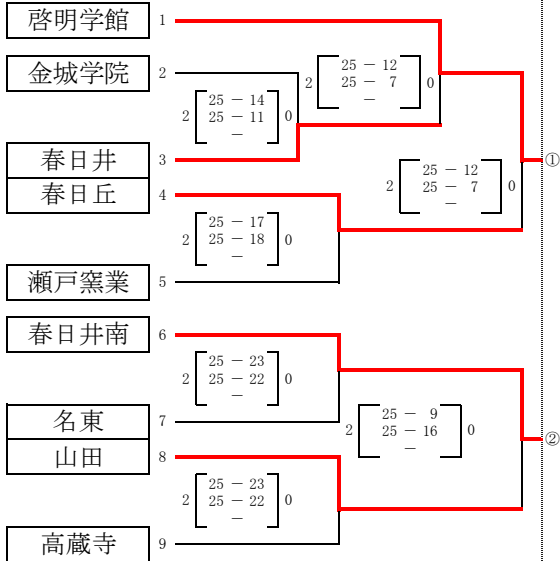 啓明学館 1
金城学院 2
2 25 － 14 0
25 － 11
－
2 25 － 12 0
25 － 7
－
春日井 3
①
春日丘 4
2 25 － 12 0
25 － 7
－
2 25 － 17 0
25 － 18
－
瀬戸窯業 5
春日井南 6
2 25 － 23 0
25 － 22
－
名東 7
2 25 － 9 0
25 － 16
－
②
山田 8
2 25 － 23 0
25 － 22
－
高蔵寺 9